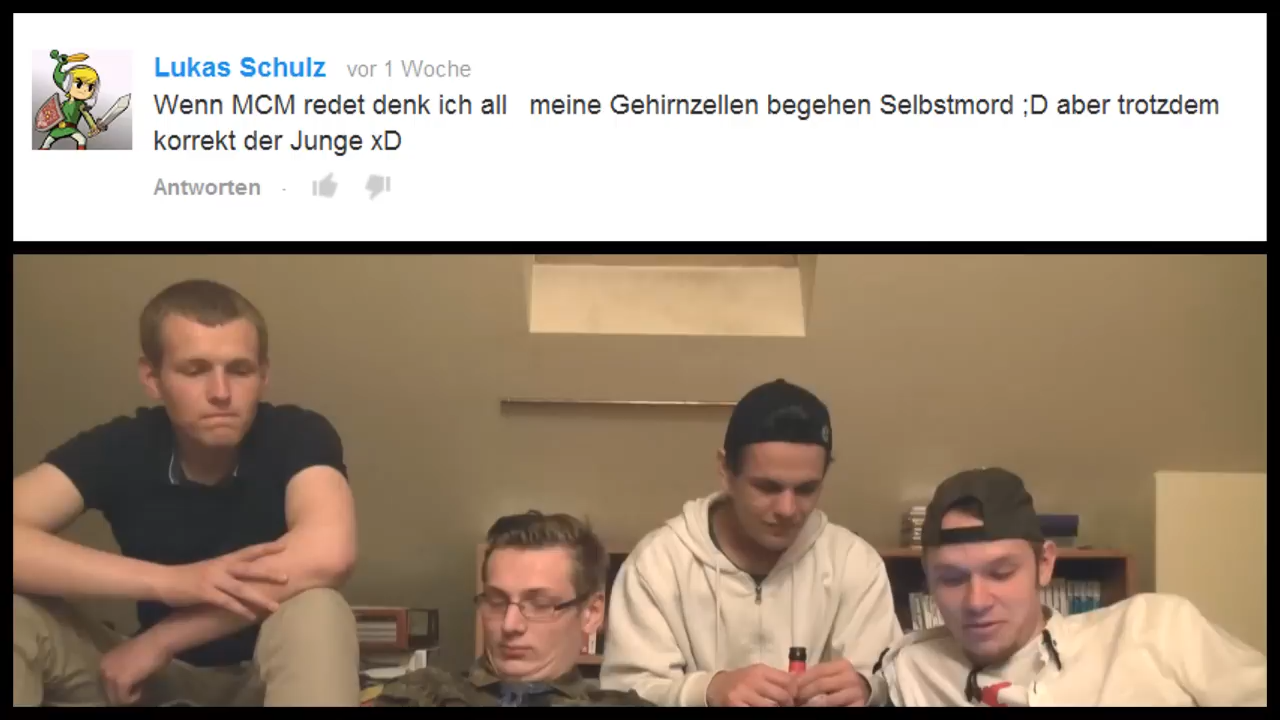 Lukas Schulz vor 1 Woche
Wenn MCM redet denk ich all meine Gehirnzellen begehen Selbstmord ;D aber trotzdem
korrekt der Junge xD
Antworten ·